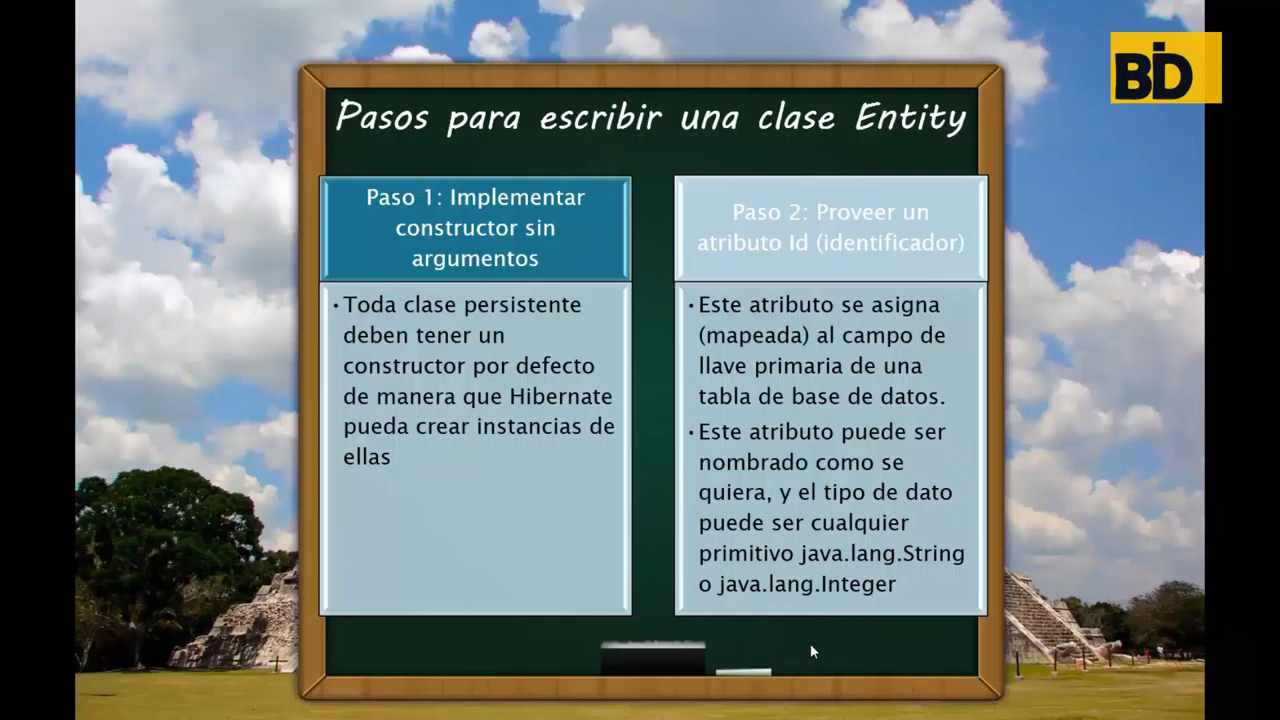 BID
Pasos para escribir una clase Entity
Paso 1: Implementar
constructor sin
argumentos
·Toda clase persistente
deben tener un
constructor por defecto
de manera que Hibernate
pueda crear instancias de
ellas
Paso 2: Proveer un
atributo Id (identificador)
·Este atributo se asigna
(mapeada) al campo de
llave primaria de una
tabla de base de datos.
·Este atributo puede ser
nombrado como se
quiera, y el tipo de dato
puede ser cualquier
primitivo java.lang.String
o java.lang.Integer